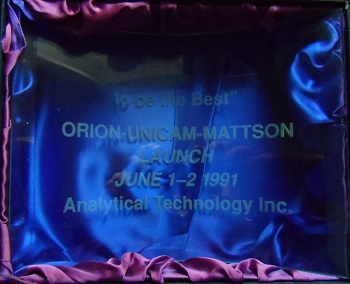 to be the Best"
ORION-UNICAM-MATTSON
LAUNCH
JUNE 1-2 1991
Analytical Technology Inc.